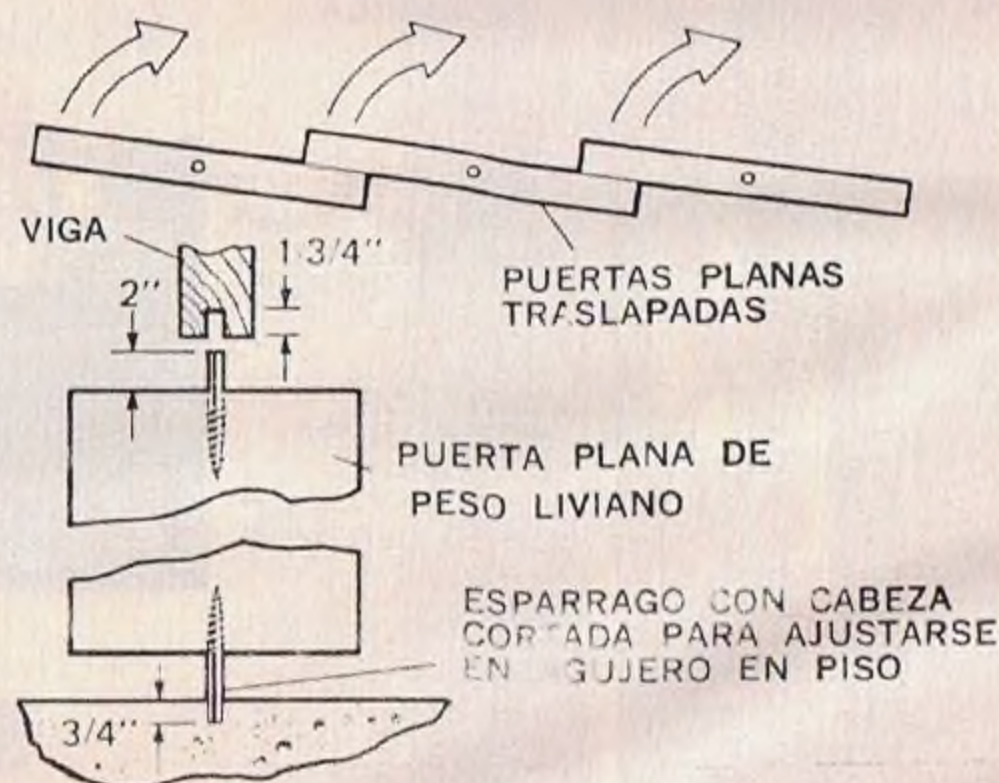 VIGA
1 3/4"
2"
PUERTAS PLANAS
TRASLAPADAS
PUERTA PLANA DE
PESO LIVIANO
ESPARRAGO CON CABEZA
CORTADA PARA AJUSTARSE
EN AGUJERO EN PISO
3/4"